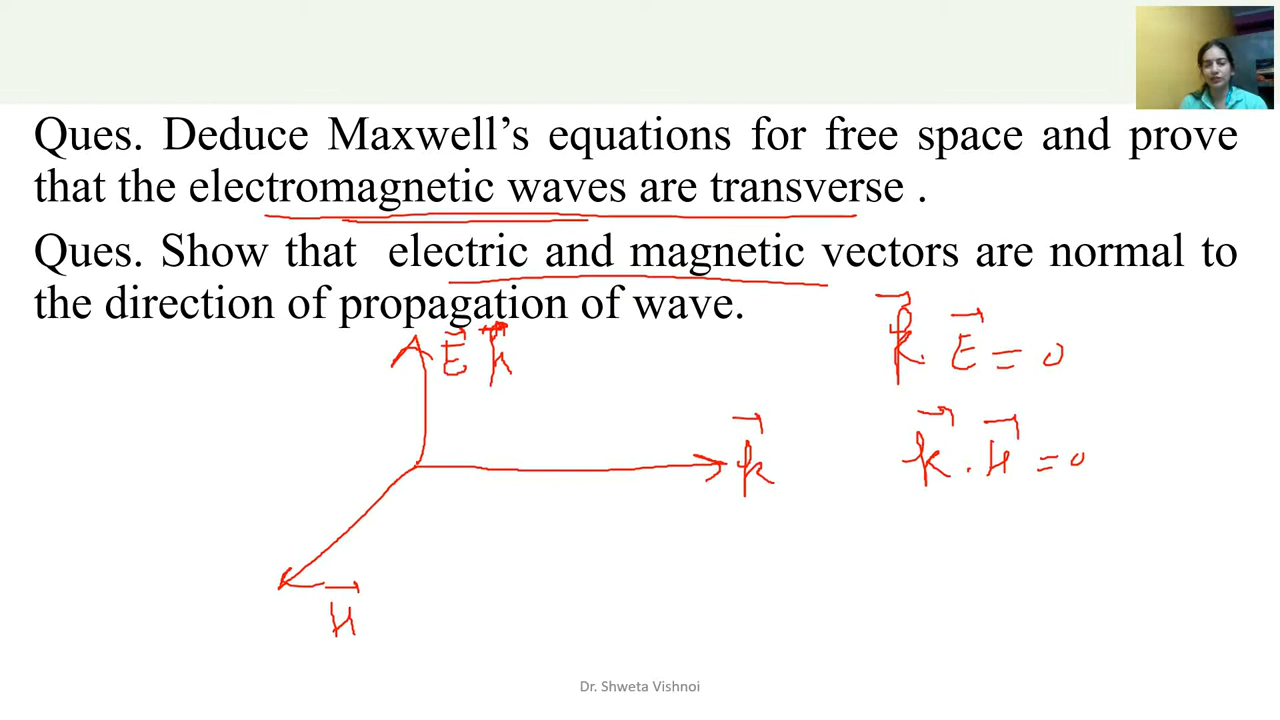 Ques. Deduce Maxwell’s equations for free space and prove
that the electromagnetic waves are transverse .
Ques. Show that electric and magnetic vectors are normal to
the direction of propagation of wave.
E⃗
k⃗ . E⃗ = 0
k⃗
k⃗ . H⃗ = 0
H⃗
Dr. Shweta Vishnoi